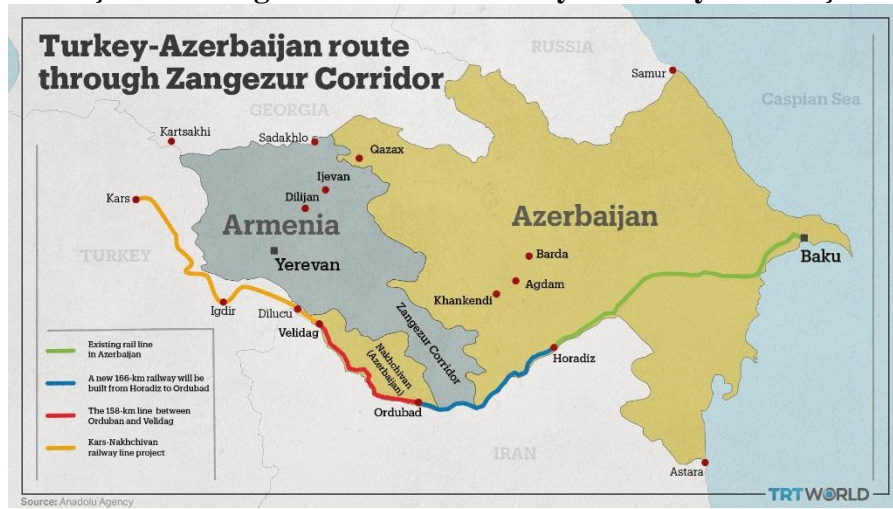 Turkey-Azerbaijan route
through Zangezur Corridor
RUSSIA
Samur
Caspian Sea
GEORGIA
Kartsakhi
Sadakhlo
Qazax
Ijevan
Kars
Dilijan
Armenia
Azerbaijan
TURKEY
Yerevan
Barda
Baku
Agdam
Khankendi
Igdir
Dilucu
Velidag
Zangezur Corridor
Nakhchivan
(Azerbaijan)
Horadiz
Ordubad
IRAN
Astara
Existing rail line
in Azerbaijan
A new 166-km railway will be
built from Horadiz to Ordubad
The 158-km line between
Orduban and Velidag
Kars-Nakhchivan
railway line project
Source: Anadolu Agency
TRTWORLD